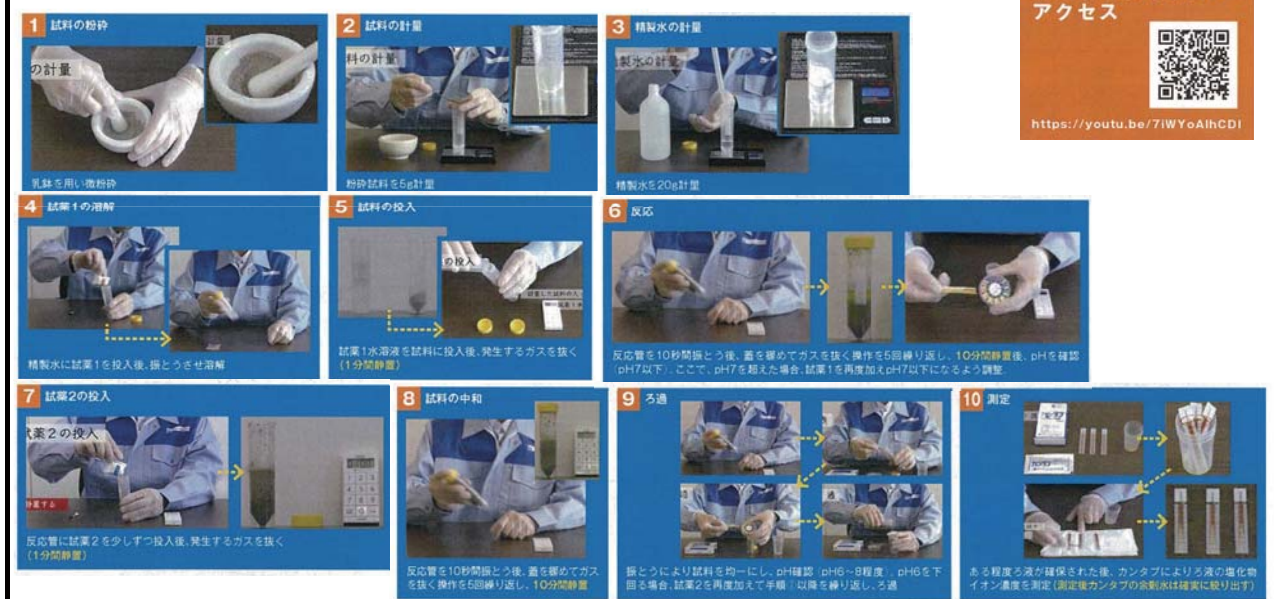 アクセス
https://youtu.be/7iWYoAlhCDI
1 試料の粉砕
の計量
計量
乳鉢を用い微粉砕
2 試料の計量
料の計量
粉砕試料を5g計量
3 精製水の計量
製水の計量
精製水を20g計量
4 試薬1の溶解
精製水に試薬1を投入後、振とうさせ溶解
5 試料の投入
の投入
試薬1水溶液を試料に投入後、発生するガスを抜く
(1分間静置)
6 反応
反応管を10秒間振とう後、蓋を緩めてガスを抜く操作を5回繰り返し、10分間静置後、pHを確認
(pH7以下)。ここで、pH7を超えた場合、試薬1を再度加えpH7以下になるよう調整
7 試薬2の投入
試薬2の投入
静置する
反応管に試薬2を少しずつ投入後、発生するガスを抜く
(1分間静置)
8 試料の中和
反応管を10秒間振とう後、蓋を緩めてガス
を抜く操作を5回繰り返し、10分間静置
9 ろ過
過
振とうにより試料を均一にし、pH確認(pH6~8程度)。pH6を下
回る場合、試薬2を再度加えて手順 以降を繰り返し、ろ過
10 測定
ある程度ろ液が確保された後、カンタブによりろ液の塩化物
イオン濃度を測定(測定後カンタブの余剰水は確実に絞り出す)